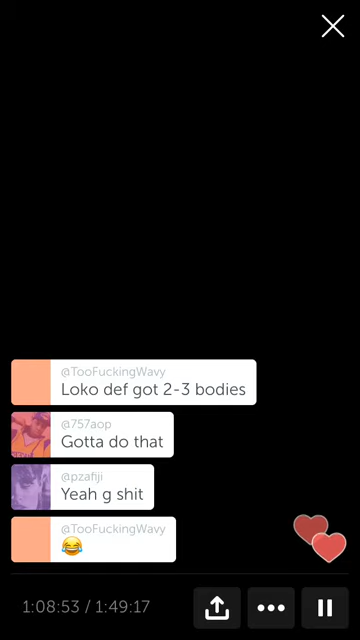 @TooFuckingWavy
Loko def got 2-3 bodies
@757aop
Gotta do that
@pzafiji
Yeah g shit
@TooFuckingWavy
😂
1:08:53 / 1:49:17